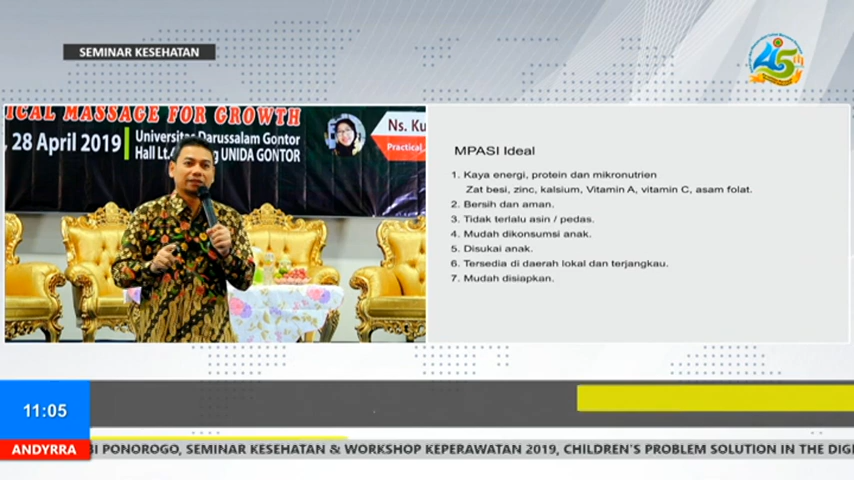 SEMINAR KESEHATAN
ICAL MASSAGE FOR GROWTH
28 April 2019
Universitas Darussalam Gontor
Hall Lt. UNIDA GONTOR
Ns. Ku
Practical,
MPASI Ideal
1. Kaya energi, protein dan mikronutrien
Zat besi, zinc, kalsium, Vitamin A, vitamin C, asam folat.
2. Bersih dan aman.
3. Tidak terlalu asin / pedas.
4. Mudah dikonsumsi anak.
5. Disukai anak.
6. Tersedia di daerah lokal dan terjangkau.
7. Mudah disiapkan.
11:05
ANDYRRA
BI PONOROGO, SEMINAR KESEHATAN & WORKSHOP KEPERAWATAN 2019, CHILDREN'S PROBLEM SOLUTION IN THE DIG